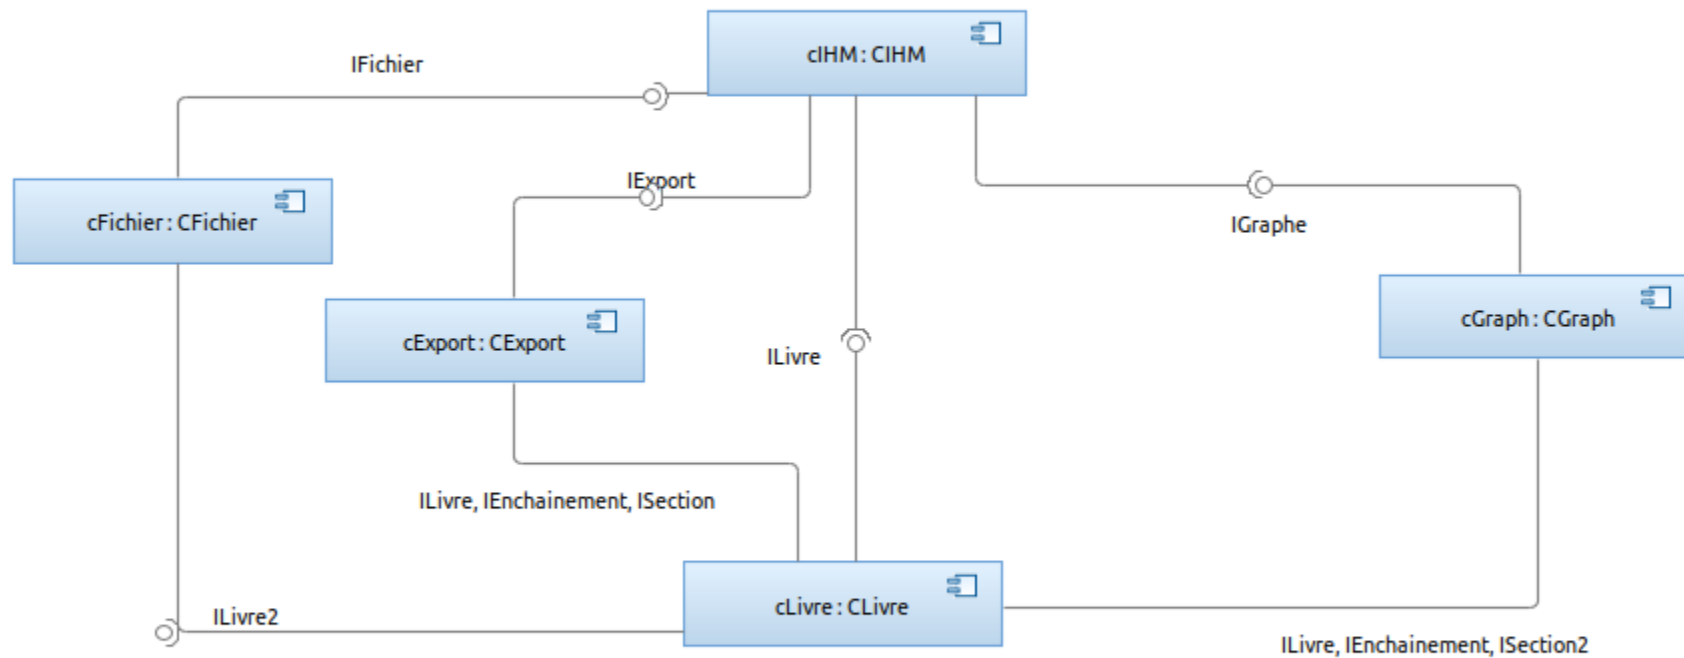 cIHM : CIHM
IFichier
IExport
cFichier : CFichier
IGraphe
cExport : CExport
cGraph : CGraph
ILivre
ILivre, IEnchainement, ISection
cLivre : CLivre
ILivre2
ILivre, IEnchainement, ISection2